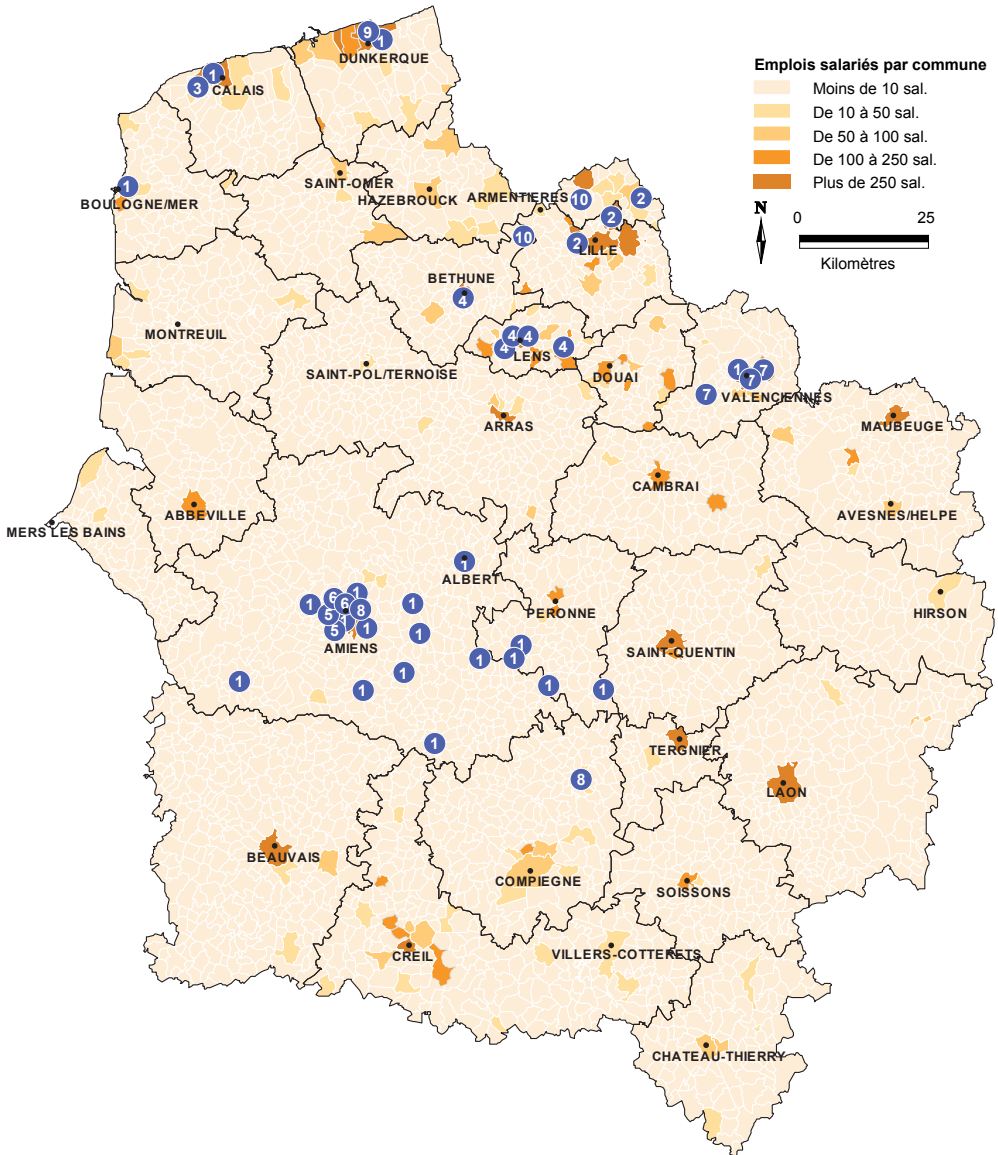 9
1
DUNKERQUE
Emplois salariés par commune
Moins de 10 sal.
De 10 à 50 sal.
De 50 à 100 sal.
De 100 à 250 sal.
Plus de 250 sal.
N
0 25
Kilomètres
1
3
CALAIS
1
BOULOGNE/MER
SAINT-OMER
HAZEBROUCK
ARMENTIERES
10
2
2
10
2
LILLE
BETHUNE
4
MONTREUIL
4 4
4
4
LENS
SAINT-POL/TERNOISE
DOUAI
1 7
7
7
VALENCIENNES
ARRAS
MAUBEUGE
CAMBRAI
ABBEVILLE
AVESNES/HELPE
MERS LES BAINS
1
ALBERT
PERONNE
HIRSON
1 6 1
6
5 8
1
5 1
AMIENS
1
1
1
1
1
SAINT-QUENTIN
1
1
1
1
1
1
TERGNIER
8
LAON
BEAUVAIS
COMPIEGNE
SOISSONS
CREIL
VILLERS-COTTERETS
CHATEAU-THIERRY